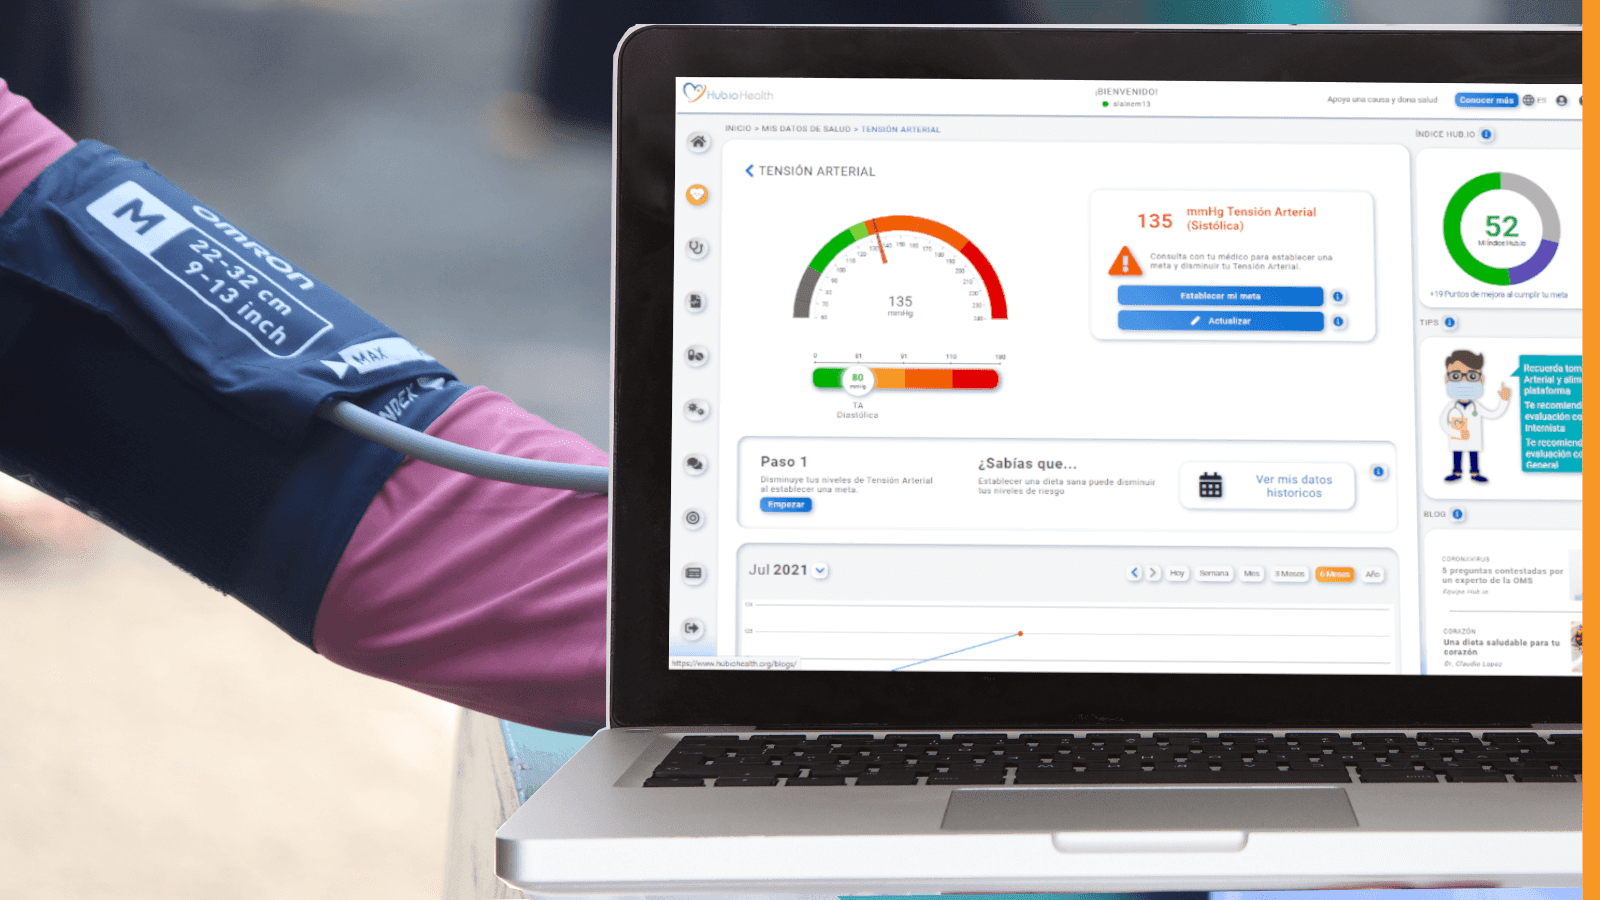 M
OMRON
22-32 cm
9-13 inch
MAX
INDEX
Hub.io Health
¡BIENVENIDO!
alainem13
Apoya una causa y dona salud
Conocer más
ES
INICIO > MIS DATOS DE SALUD > TENSIÓN ARTERIAL
TENSIÓN ARTERIAL
135
mmHg
0 81 91 110 180
80
mmHg
TA
Diastólica
135 mmHg Tensión Arterial
(Sistólica)
Consulta con tu médico para establecer una
meta y disminuir tu Tensión Arterial.
Establecer mi meta
Actualizar
Paso 1
Disminuye tus niveles de Tensión Arterial
al establecer una meta.
Empezar
¿Sabías que...
Establecer una dieta sana puede disminuir
tus niveles de riesgo
Ver mis datos
historicos
Jul 2021
Hoy
Semana
Mes
3 Meses
6 Meses
Año
https://www.hubiohealth.org/blogs/
ÍNDICE HUB.IO
52
Mi Índice Hub.io
+19 Puntos de mejora al cumplir tu meta
TIPS
Recuerda tom
Arterial y alim
plataforma
Te recomiend
evaluación co
Internista
Te recomiend
evaluación co
General
BLOG
CORONAVIRUS
5 preguntas contestadas por
un experto de la OMS
Equipo Hub.io
CORAZÓN
Una dieta saludable para tu
corazón
Dr. Claudio Lopez